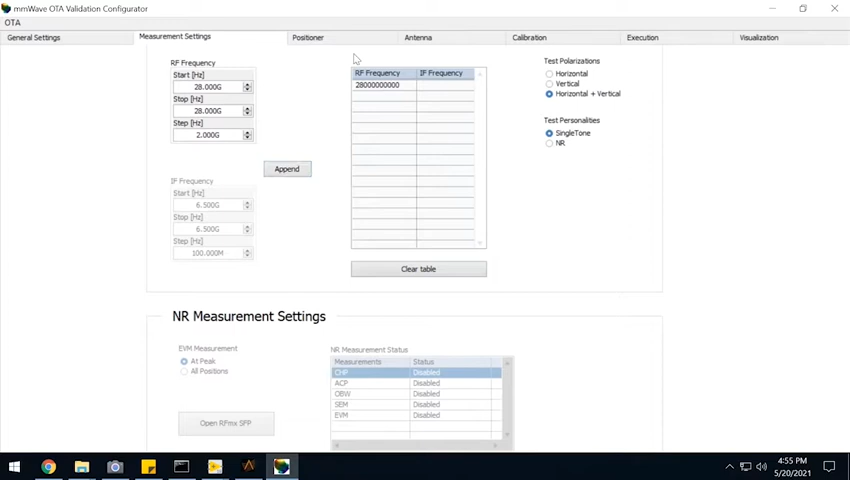 mmWave OTA Validation Configurator
OTA
General Settings
Measurement Settings
Positioner
Antenna
Calibration
Execution
Visualization
RF Frequency
Start [Hz]
28.000G
Stop [Hz]
28.000G
Step [Hz]
2.000G
Append
IF Frequency
Start [Hz]
6.500G
Stop [Hz]
6.500G
Step [Hz]
100.000M
RF Frequency IF Frequency
28000000000
Clear table
Test Polarizations
Horizontal
Vertical
Horizontal + Vertical
Test Personalities
SingleTone
NR
NR Measurement Settings
EVM Measurement
At Peak
All Positions
Open RFmx SFP
NR Measurement Status
Measurements Status
CHP Disabled
ACP Disabled
OBW Disabled
SEM Disabled
EVM Disabled
4:55 PM
5/20/2021